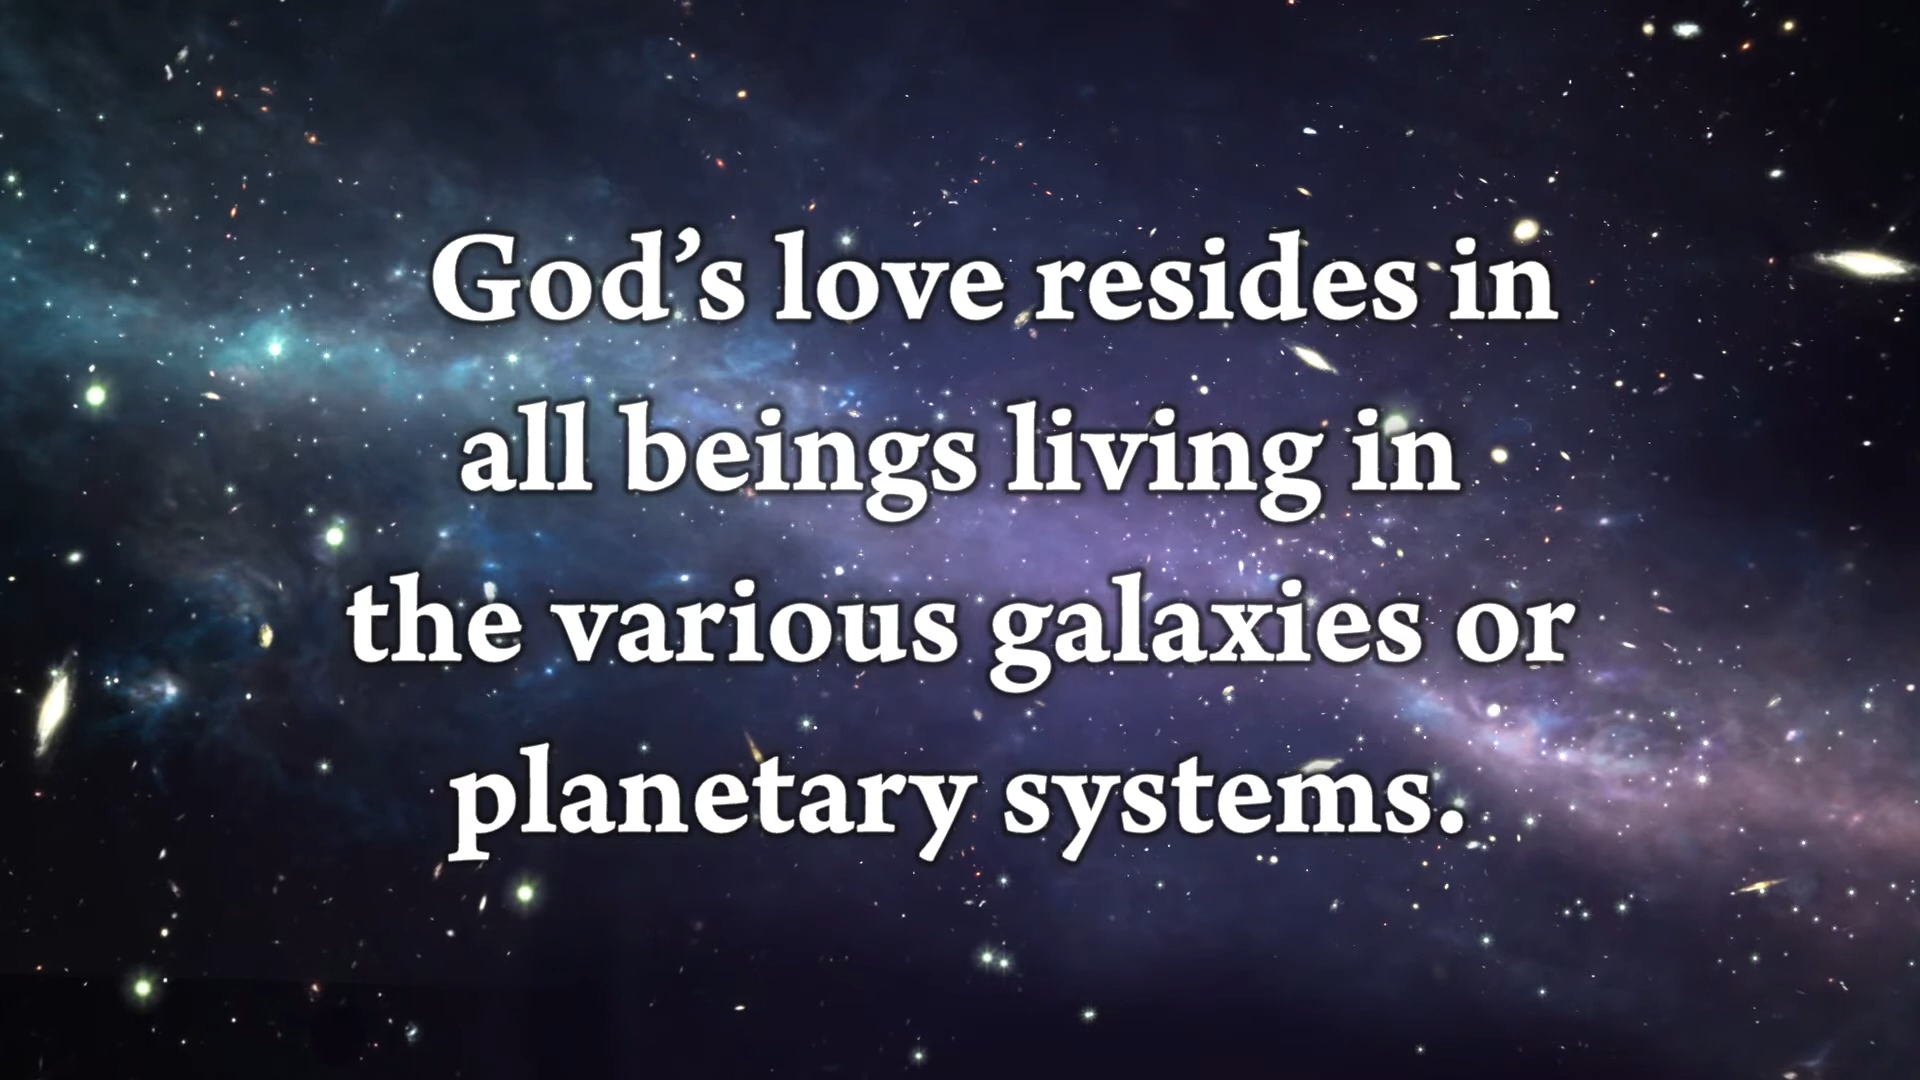 God’s love resides in
all beings living in
the various galaxies or
planetary systems.